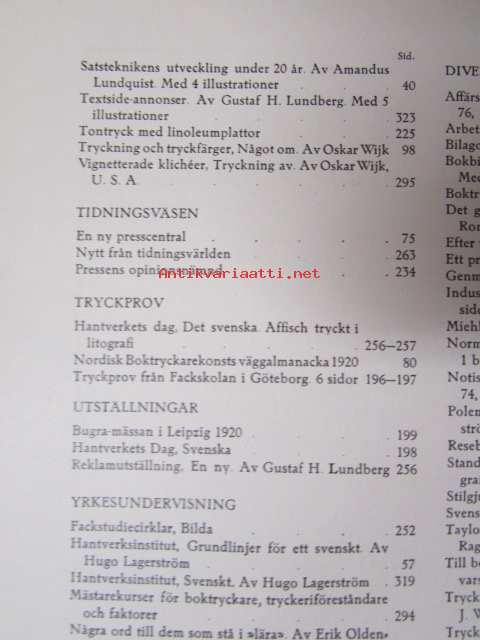 Sid.
Satsteknikens utveckling under 20 år. Av Amandus
Lundquist. Med 4 illustrationer . . . 40
Textside-annonser. Av Gustaf H. Lundberg. Med 5
illustrationer . . . . . . 323
Tontryck med linoleumplattor . . . . 225
Tryckning och tryckfärger, Något om. Av Oskar Wijk 98
Vignetterade klichéer, Tryckning av. Av Oskar Wijk,
U. S. A. . . . . . . 295
TIDNINGSVÄSEN
En ny presscentral . . . . . 75
Nytt från tidningsvärlden . . . . 263
Pressens opinionsnämnd . . . . 234
Antikvariaatti.net
TRYCKPROV
Hantverkets dag, Det svenska. Affisch tryckt i
litografi . . . . . 256—257
Nordisk Boktryckarekonsts väggalmanacka 1920 . 80
Tryckprov från Fackskolan i Göteborg. 6 sidor 196—197
UTSTÄLLNINGAR
Bugra-mässan i Leipzig 1920 . . . . 199
Hantverkets Dag, Svenska . . . . 198
Reklamutställning, En ny. Av Gustaf H. Lundberg 256
YRKESUNDERVISNING
Fackstudiecirklar, Bilda . . . . 252
Hantverksinstitut, Grundlinjer för ett svenskt. Av
Hugo Lagerström . . . . . 57
Hantverksinstitut, Svenskt. Av Hugo Lagerström . 319
Mästarekurser för boktryckare, tryckeriföreståndare
och faktorer . . . . . 294
Några ord till dem som stå i »lära». Av Erik Olden-
DIVE
Affärs
76,
Arbet
Bilago
Bokbi
Med
Boktr
Det g
Ror
Efter
Ett pr
Genm
Indus
sido
Miehl
Norm
1 b
Notis
74,
Polem
strö
Reseb
Stand
gra
Stilgj
Svens
Taylo
Rag
Till b
vars
Tryck
J. W
Tryck